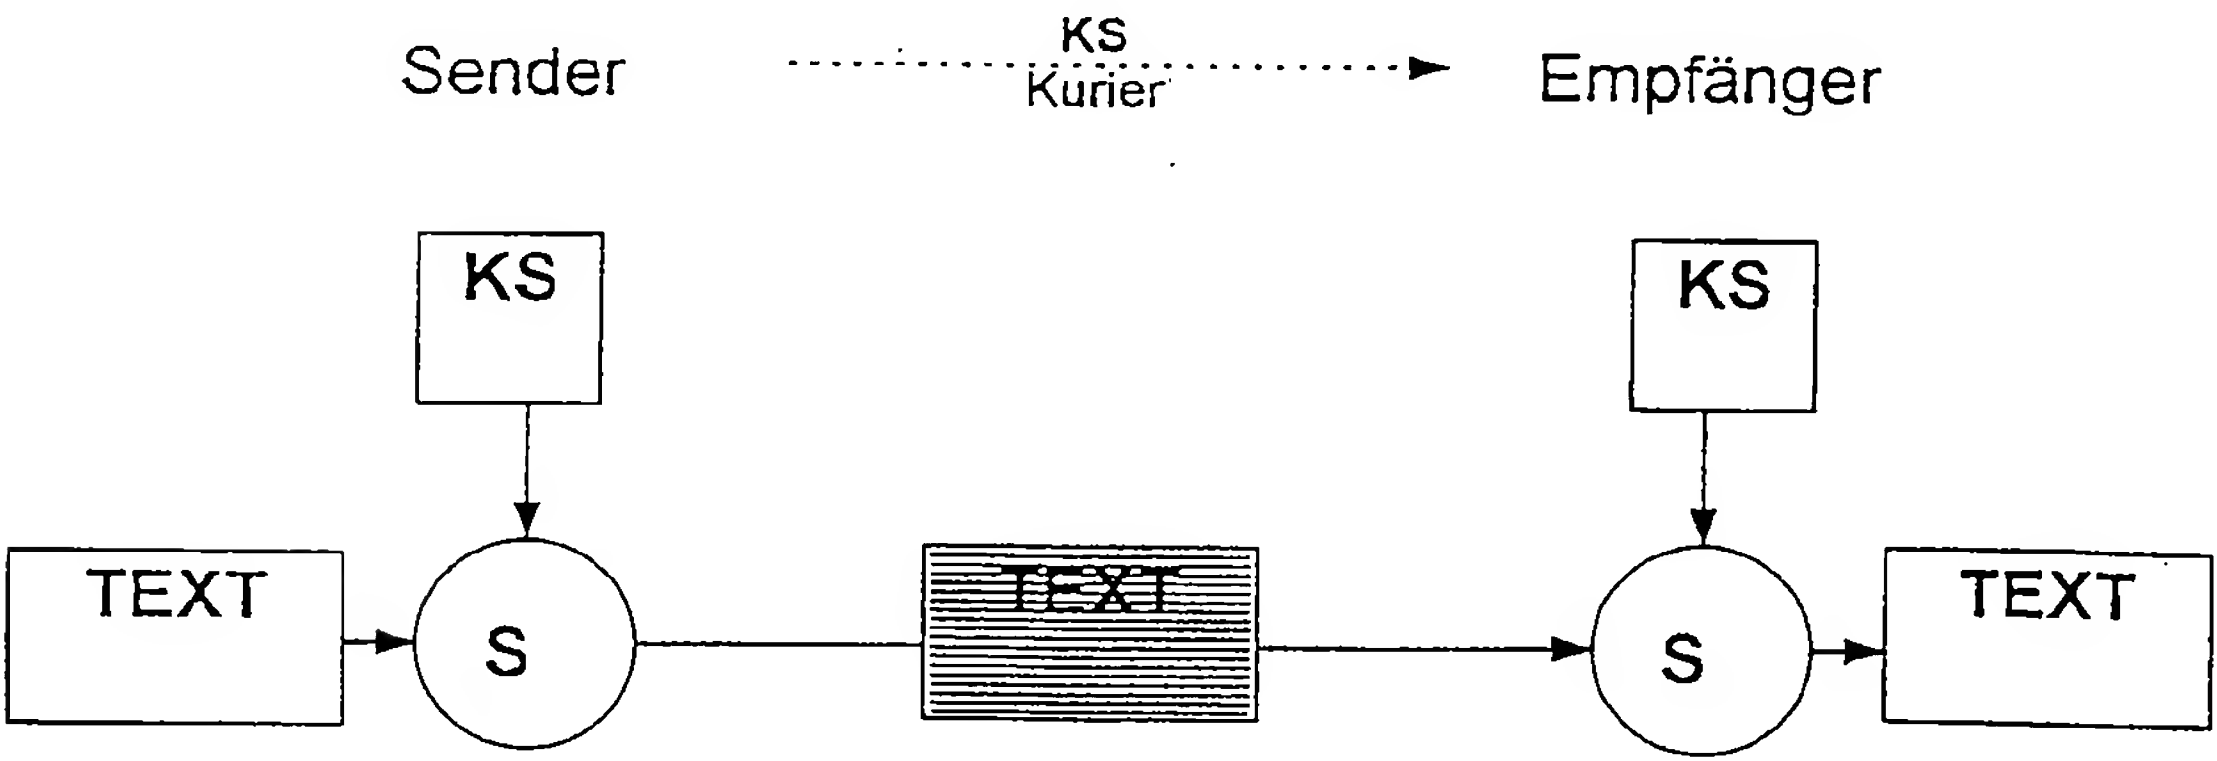 Sender
KS
Kurier
Empfänger
KS
KS
TEXT
S
TEXT
S
TEXT